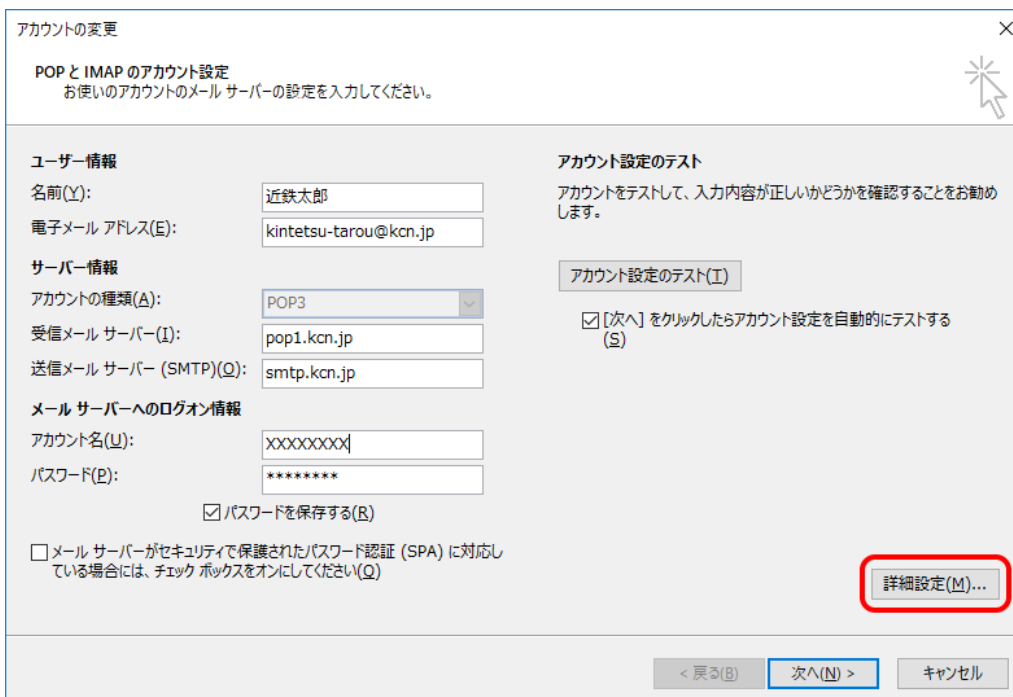 アカウントの変更
POP と IMAP のアカウント設定
お使いのアカウントのメール サーバーの設定を入力してください。
ユーザー情報
名前(Y):
近鉄太郎
電子メール アドレス(E):
kintetsu-tarou@kcn.jp
サーバー情報
アカウントの種類(A):
POP3
受信メール サーバー(I):
pop1.kcn.jp
送信メール サーバー (SMTP)(O):
smtp.kcn.jp
メール サーバーへのログオン情報
アカウント名(U):
XXXXXXXX
パスワード(P):
********
パスワードを保存する(R)
メール サーバーがセキュリティで保護されたパスワード認証 (SPA) に対応し
ている場合には、チェック ボックスをオンにしてください(Q)
アカウント設定のテスト
アカウントをテストして、入力内容が正しいかどうかを確認することをお勧め
します。
アカウント設定のテスト(T)
[次へ] をクリックしたらアカウント設定を自動的にテストする
(S)
詳細設定(M)...
< 戻る(B)
次へ(N) >
キャンセル